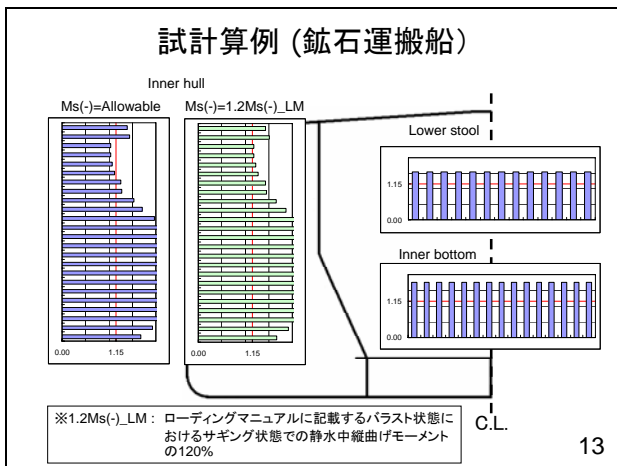 試計算例 (鉱石運搬船）
Inner hull
Ms(-)=Allowable
Ms(-)=1.2Ms(-)_LM
0.00 1.15
0.00 1.15
Lower stool
1.15
0.00
Inner bottom
1.15
0.00
※1.2Ms(-)_LM : ローディングマニュアルに記載するバラスト状態に
おけるサギング状態での静水中縦曲げモーメント
の120%
C.L.
13